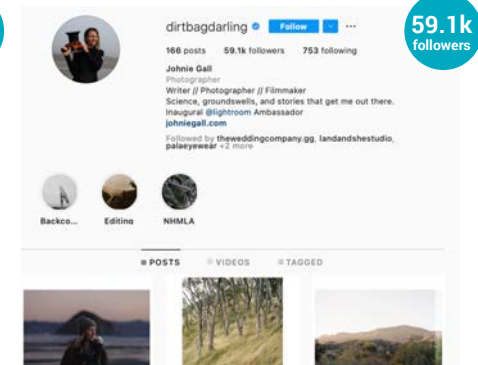 dirtbagdarling Follow ...
59.1k
followers
166 posts 59.1k followers 753 following
Johnie Gall
Photographer
Writer // Photographer // Filmmaker
Science, groundswells, and stories that get me out there.
Inaugural @lightroom Ambassador
johniegall.com
Followed by theweddingcompany.gg, landandshestudio,
palaeyewear +2 more
Backco... Editing NHMLA
POSTS VIDEOS TAGGED